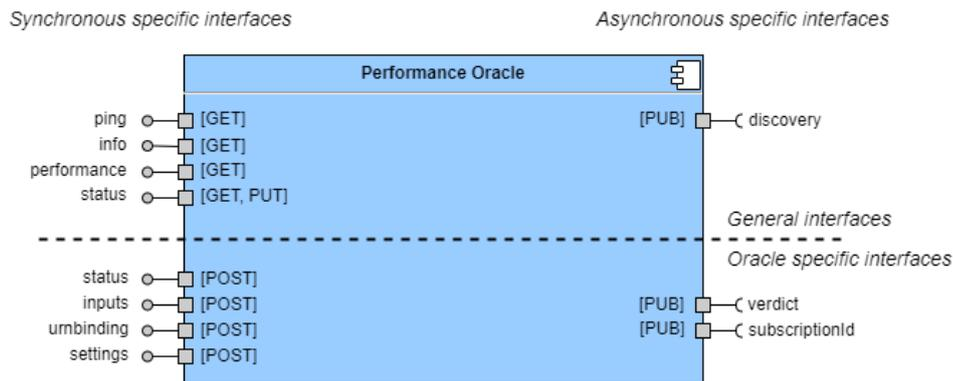 Synchronous specific interfaces
Asynchronous specific interfaces
Performance Oracle
ping [GET] [PUB] discovery
info [GET]
performance [GET]
status [GET, PUT]
General interfaces
Oracle specific interfaces
status [POST]
inputs [POST] [PUB] verdict
urnbinding [POST] [PUB] subscriptionId
settings [POST]